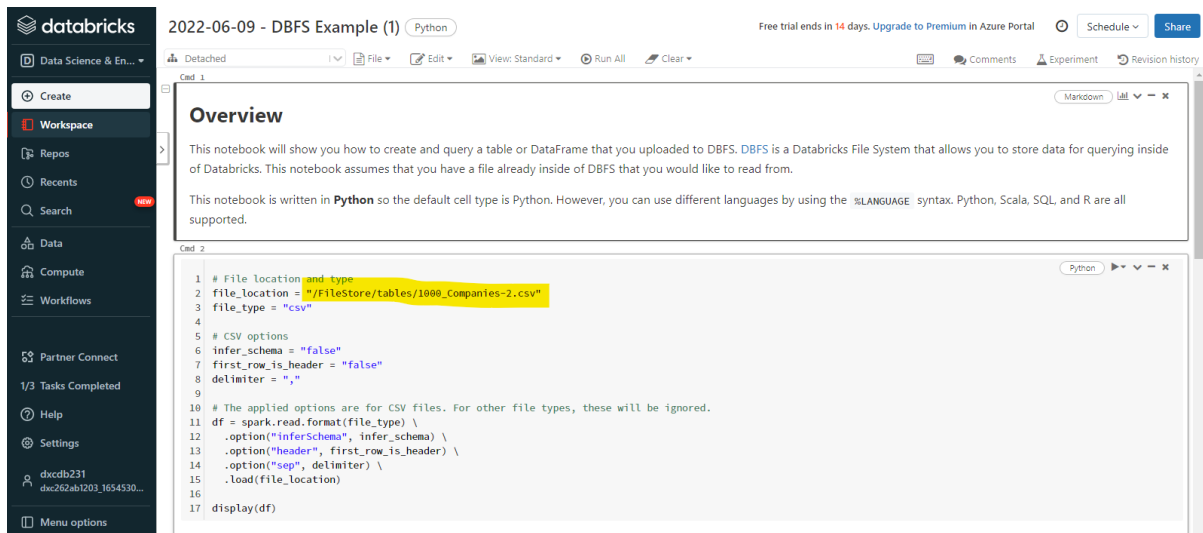 databricks
Data Science & En...
Create
Workspace
Repos
Recents
Search
NEW
Data
Compute
Workflows
Partner Connect
1/3 Tasks Completed
Help
Settings
dxcdb231
dxc262ab1203_1654530...
Menu options
2022-06-09 - DBFS Example (1) Python
Free trial ends in 14 days. Upgrade to Premium in Azure Portal
Schedule
Share
Detached File Edit View: Standard Run All Clear
Comments Experiment Revision history
Cmd 1
Markdown
Overview
This notebook will show you how to create and query a table or DataFrame that you uploaded to DBFS. DBFS is a Databricks File System that allows you to store data for querying inside
of Databricks. This notebook assumes that you have a file already inside of DBFS that you would like to read from.
This notebook is written in Python so the default cell type is Python. However, you can use different languages by using the %LANGUAGE syntax. Python, Scala, SQL, and R are all
supported.
Cmd 2
Python
1 # File location and type
2 file_location = "/FileStore/tables/1000_Companies-2.csv"
3 file_type = "csv"
4
5 # CSV options
6 infer_schema = "false"
7 first_row_is_header = "false"
8 delimiter = ","
9
10 # The applied options are for CSV files. For other file types, these will be ignored.
11 df = spark.read.format(file_type) \
12 .option("inferSchema", infer_schema) \
13 .option("header", first_row_is_header) \
14 .option("sep", delimiter) \
15 .load(file_location)
16
17 display(df)